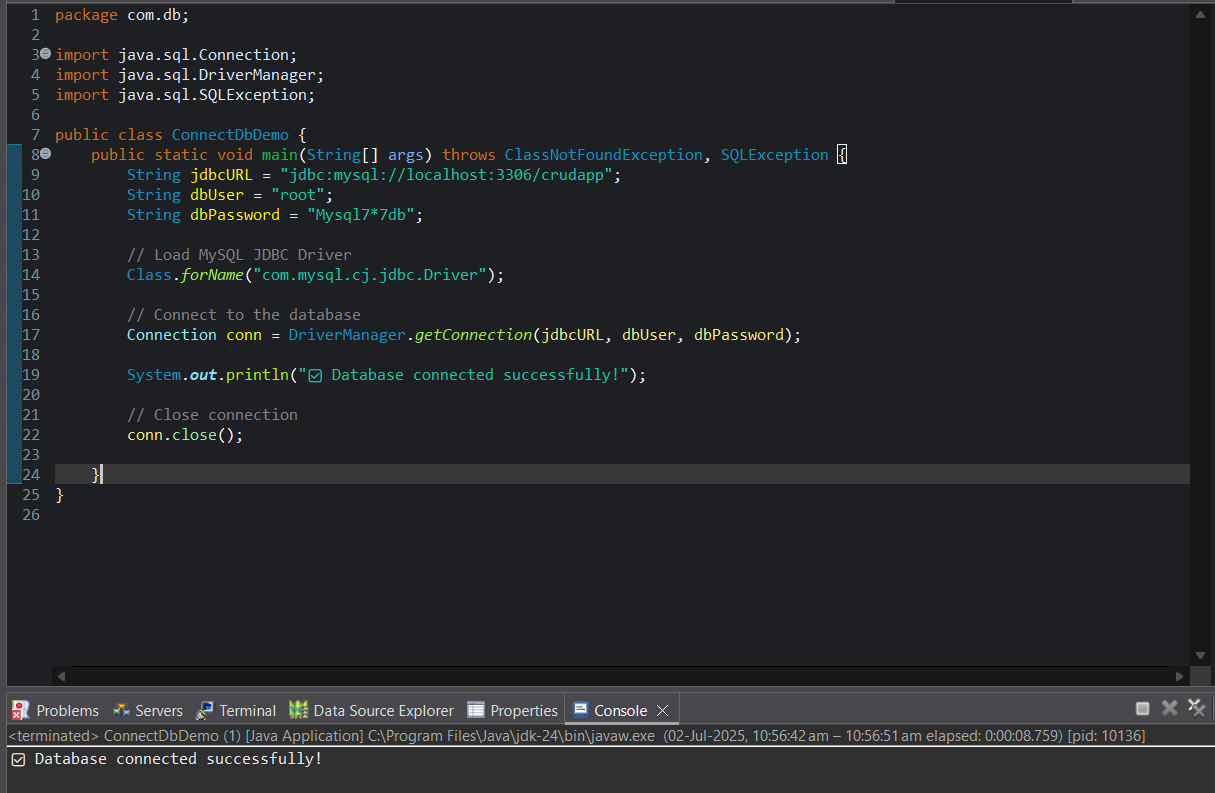 1 package com.db;
2
3 import java.sql.Connection;
4 import java.sql.DriverManager;
5 import java.sql.SQLException;
6
7 public class ConnectDbDemo {
8     public static void main(String[] args) throws ClassNotFoundException, SQLException {
9         String jdbcURL = "jdbc:mysql://localhost:3306/crudapp";
10         String dbUser = "root";
11         String dbPassword = "Mysql7*7db";
12
13         // Load MySQL JDBC Driver
14         Class.forName("com.mysql.cj.jdbc.Driver");
15
16         // Connect to the database
17         Connection conn = DriverManager.getConnection(jdbcURL, dbUser, dbPassword);
18
19         System.out.println("☑ Database connected successfully!");
20
21         // Close connection
22         conn.close();
23
24     }
25 }
26
Problems Servers Terminal Data Source Explorer Properties Console
<terminated> ConnectDbDemo (1) [Java Application] C:\Program Files\Java\jdk-24\bin\javaw.exe (02-Jul-2025, 10:56:42 am – 10:56:51 am elapsed: 0:00:08.759) [pid: 10136]
☑ Database connected successfully!